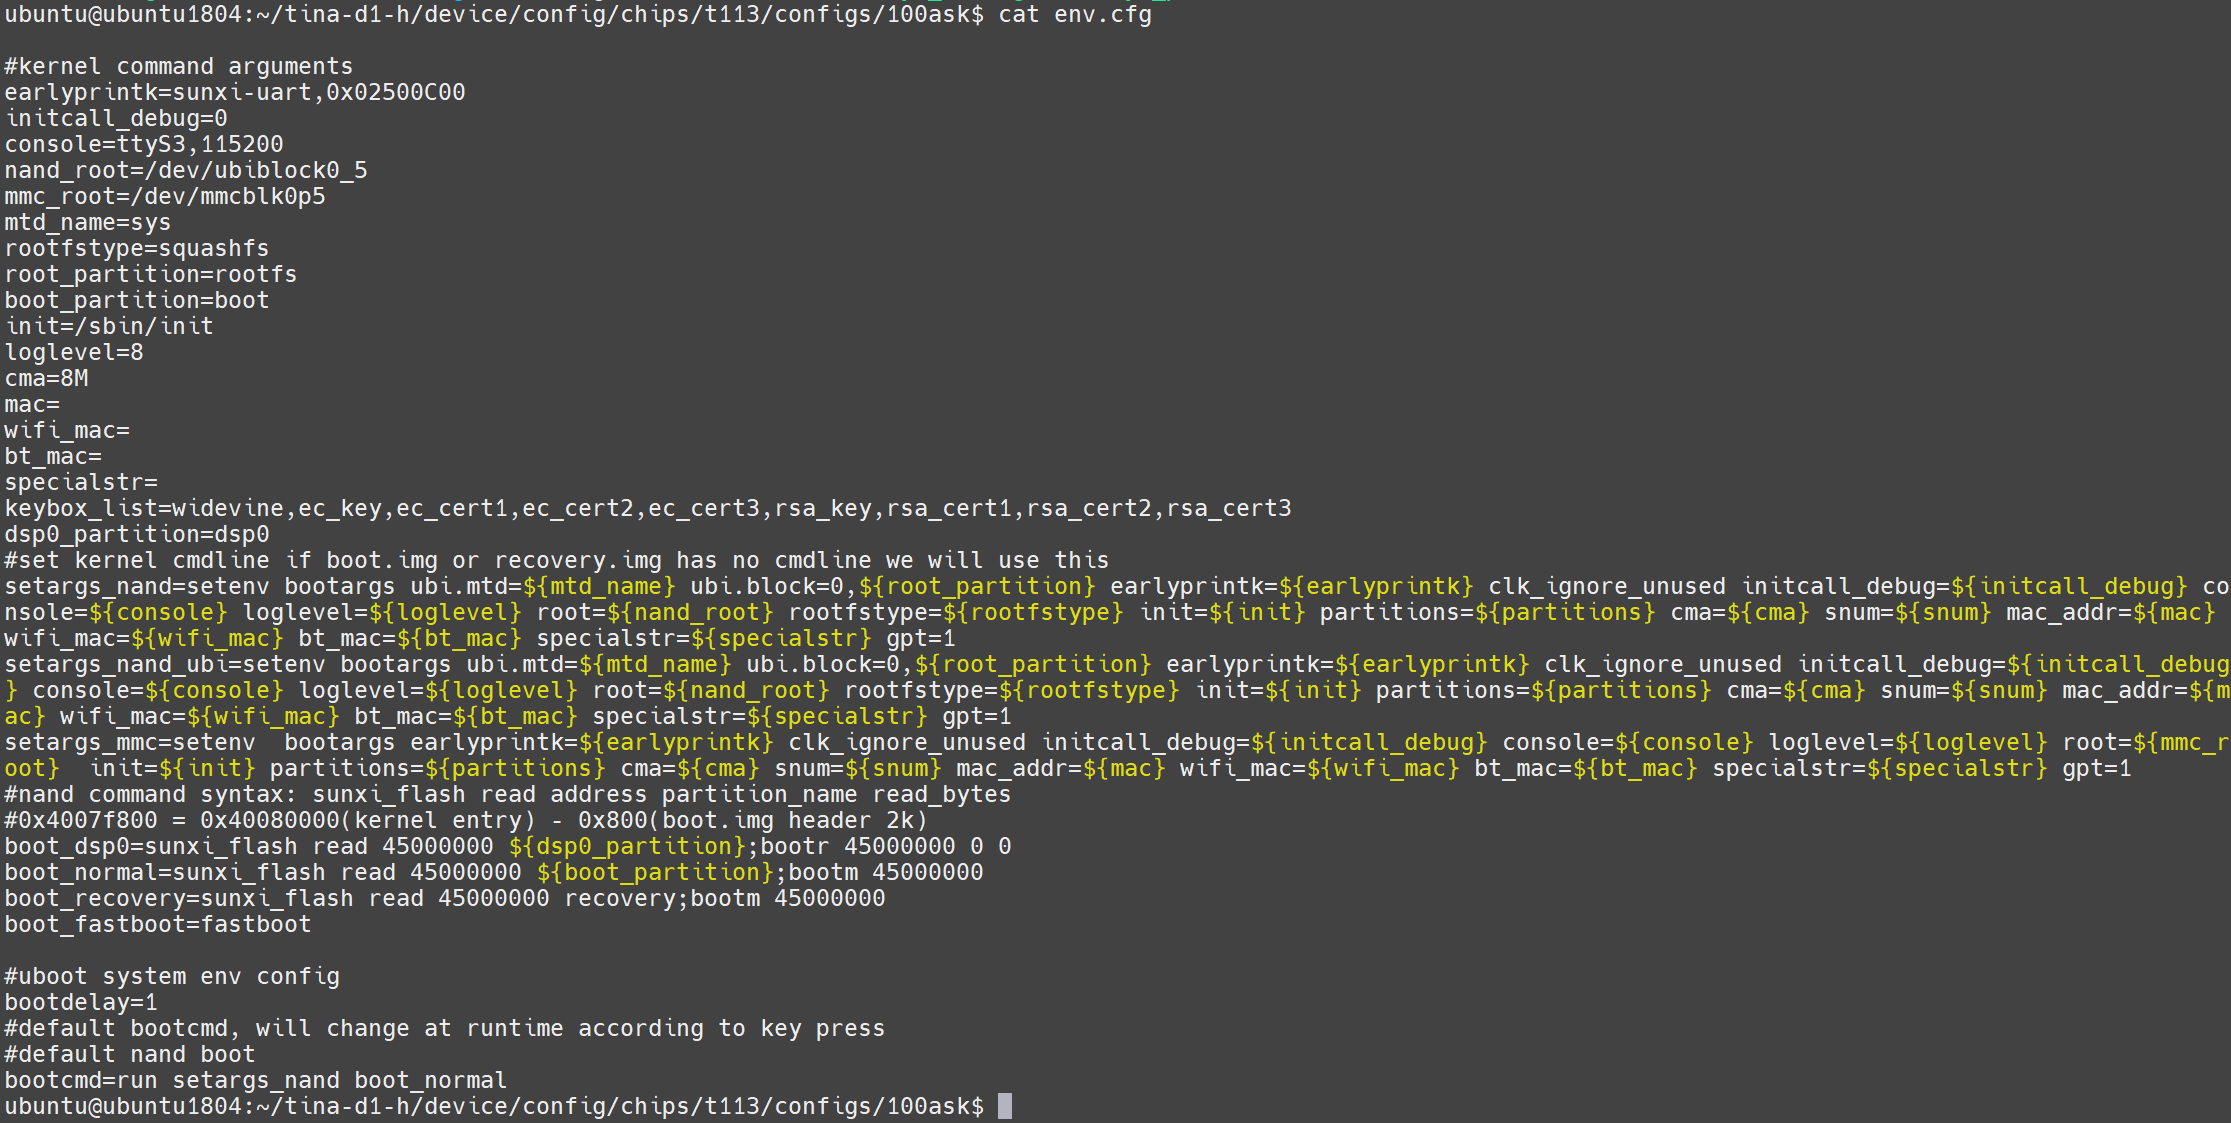 ubuntu@ubuntu1804:~/tina-d1-h/device/config/chips/t113/configs/100ask$ cat env.cfg
#kernel command arguments
earlyprintk=sunxi-uart,0x02500C00
initcall_debug=0
console=ttyS3,115200
nand_root=/dev/ubiblock0_5
mmc_root=/dev/mmcblk0p5
mtd_name=sys
rootfstype=squashfs
root_partition=rootfs
boot_partition=boot
init=/sbin/init
loglevel=8
cma=8M
mac=
wifi_mac=
bt_mac=
specialstr=
keybox_list=widevine,ec_key,ec_cert1,ec_cert2,ec_cert3,rsa_key,rsa_cert1,rsa_cert2,rsa_cert3
dsp0_partition=dsp0
#set kernel cmdline if boot.img or recovery.img has no cmdline we will use this
setargs_nand=setenv bootargs ubi.mtd=${mtd_name} ubi.block=0,${root_partition} earlyprintk=${earlyprintk} clk_ignore_unused initcall_debug=${initcall_debug} co
nsole=${console} loglevel=${loglevel} root=${nand_root} rootfstype=${rootfstype} init=${init} partitions=${partitions} cma=${cma} snum=${snum} mac_addr=${mac}
wifi_mac=${wifi_mac} bt_mac=${bt_mac} specialstr=${specialstr} gpt=1
setargs_nand_ubi=setenv bootargs ubi.mtd=${mtd_name} ubi.block=0,${root_partition} earlyprintk=${earlyprintk} clk_ignore_unused initcall_debug=${initcall_debug
} console=${console} loglevel=${loglevel} root=${nand_root} rootfstype=${rootfstype} init=${init} partitions=${partitions} cma=${cma} snum=${snum} mac_addr=${m
ac} wifi_mac=${wifi_mac} bt_mac=${bt_mac} specialstr=${specialstr} gpt=1
setargs_mmc=setenv  bootargs earlyprintk=${earlyprintk} clk_ignore_unused initcall_debug=${initcall_debug} console=${console} loglevel=${loglevel} root=${mmc_r
oot}  init=${init} partitions=${partitions} cma=${cma} snum=${snum} mac_addr=${mac} wifi_mac=${wifi_mac} bt_mac=${bt_mac} specialstr=${specialstr} gpt=1
#nand command syntax: sunxi_flash read address partition_name read_bytes
#0x4007f800 = 0x40080000(kernel entry) - 0x800(boot.img header 2k)
boot_dsp0=sunxi_flash read 45000000 ${dsp0_partition};bootr 45000000 0 0
boot_normal=sunxi_flash read 45000000 ${boot_partition};bootm 45000000
boot_recovery=sunxi_flash read 45000000 recovery;bootm 45000000
boot_fastboot=fastboot
#uboot system env config
bootdelay=1
#default bootcmd, will change at runtime according to key press
#default nand boot
bootcmd=run setargs_nand boot_normal
ubuntu@ubuntu1804:~/tina-d1-h/device/config/chips/t113/configs/100ask$